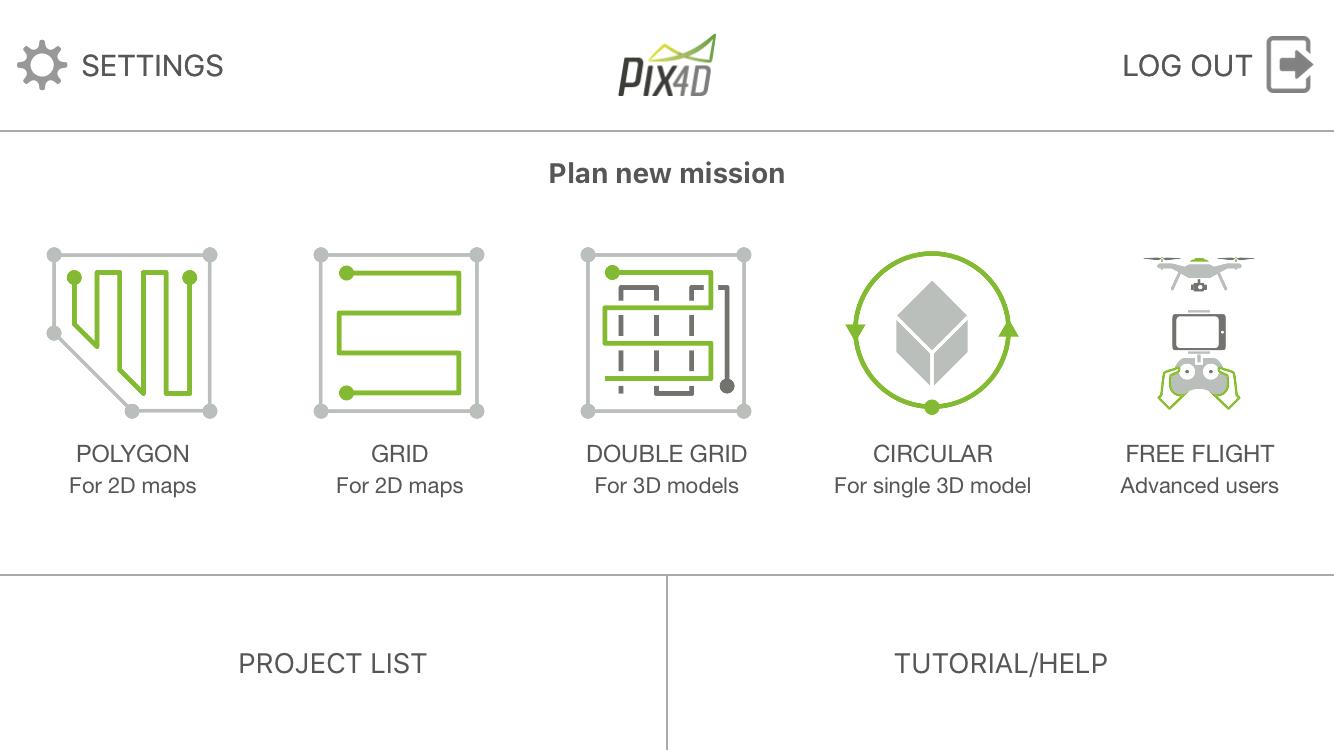 SETTINGS
PIX4D
LOG OUT
Plan new mission
POLYGON
For 2D maps
GRID
For 2D maps
DOUBLE GRID
For 3D models
CIRCULAR
For single 3D model
FREE FLIGHT
Advanced users
PROJECT LIST
TUTORIAL/HELP